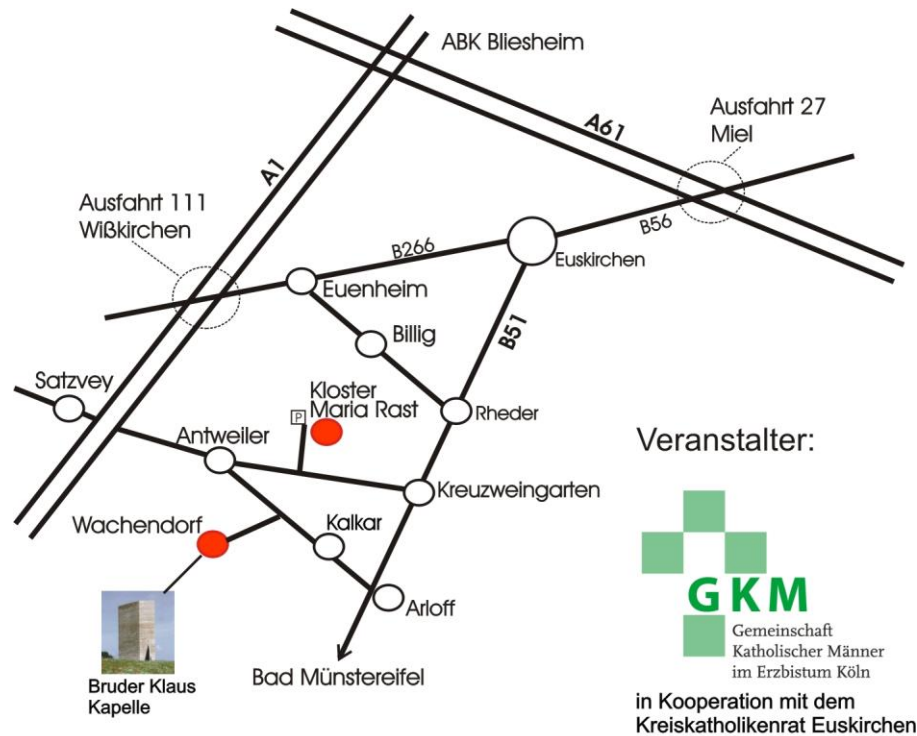 ABK Bliesheim
Ausfahrt 27
Miel
A61
A1
Ausfahrt 111
Wißkirchen
B56
B266
Euskirchen
Euenheim
B51
Billig
Satzvey
Kloster
Maria Rast
P
Rheder
Antweiler
Veranstalter:
Kreuzweingarten
Wachendorf
Kalkar
GKM
Arloff
Gemeinschaft
Katholischer Männer
im Erzbistum Köln
Bad Münstereifel
Bruder Klaus
Kapelle
in Kooperation mit dem
Kreiskatholikenrat Euskirchen